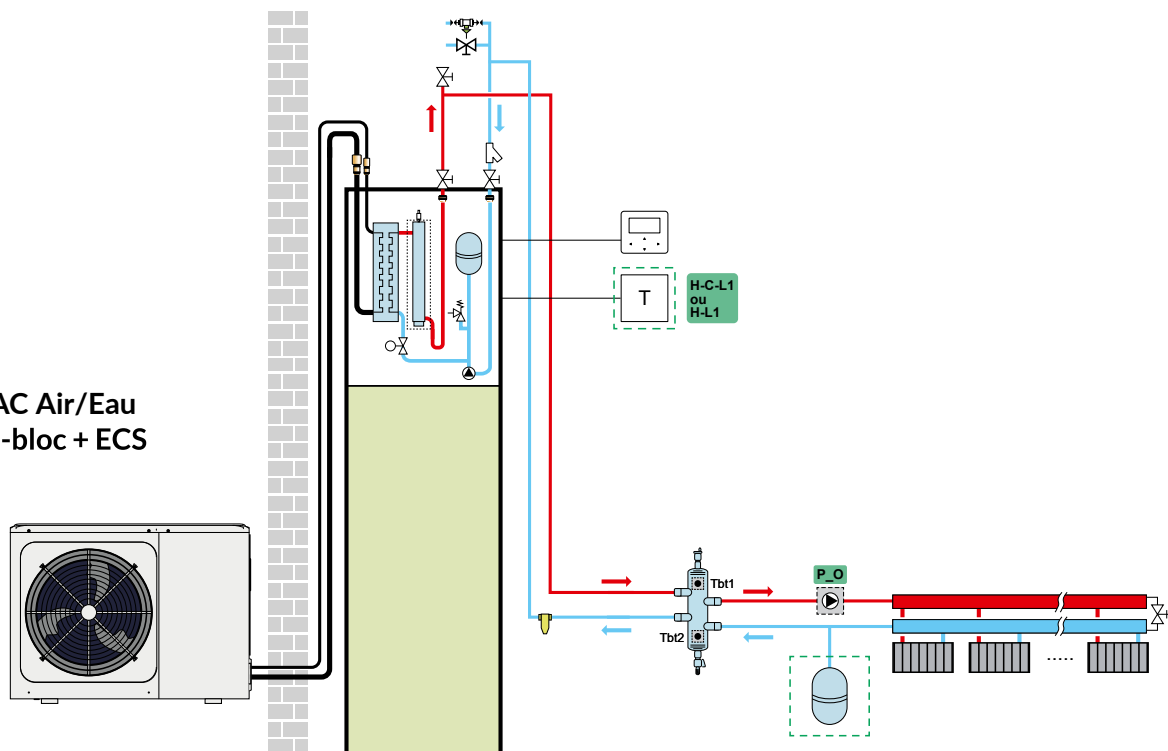 H-C-L1
ou
H-L1
T
AC Air/Eau
-bloc + ECS
Tbt1
P_O
Tbt2